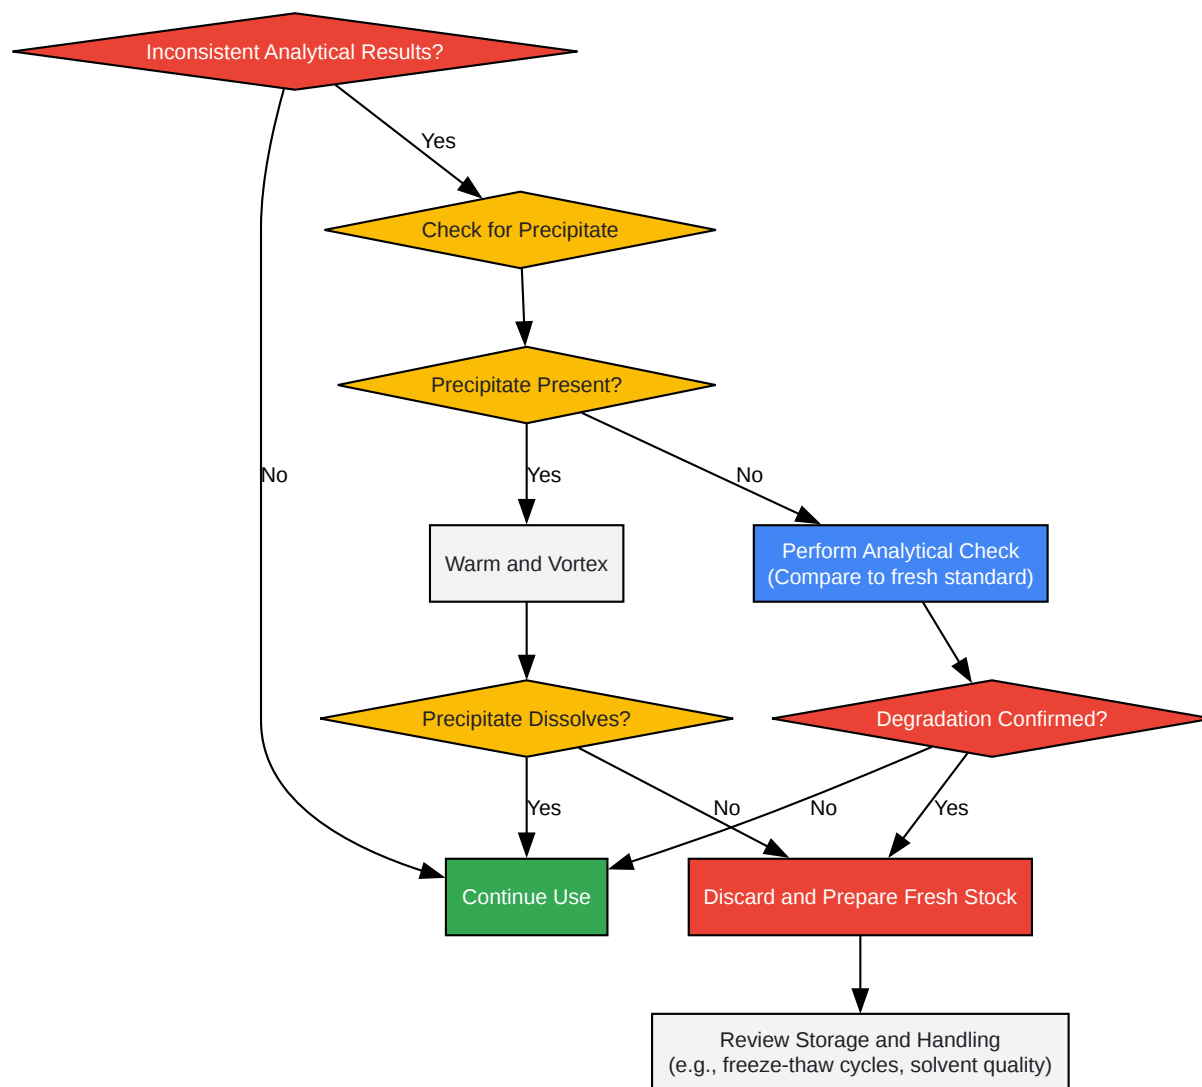 Inconsistent Analytical Results?
Yes
Check for Precipitate
Precipitate Present?
No
Yes
No
Warm and Vortex
Perform Analytical Check
(Compare to fresh standard)
Precipitate Dissolves?
Degradation Confirmed?
Yes
No
No
Yes
Continue Use
Discard and Prepare Fresh Stock
Review Storage and Handling
(e.g., freeze-thaw cycles, solvent quality)